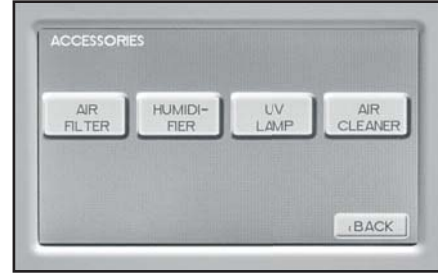 ACCESSORIES
AIR
FILTER
HUMIDI-
FIER
UV
LAMP
AIR
CLEANER
BACK